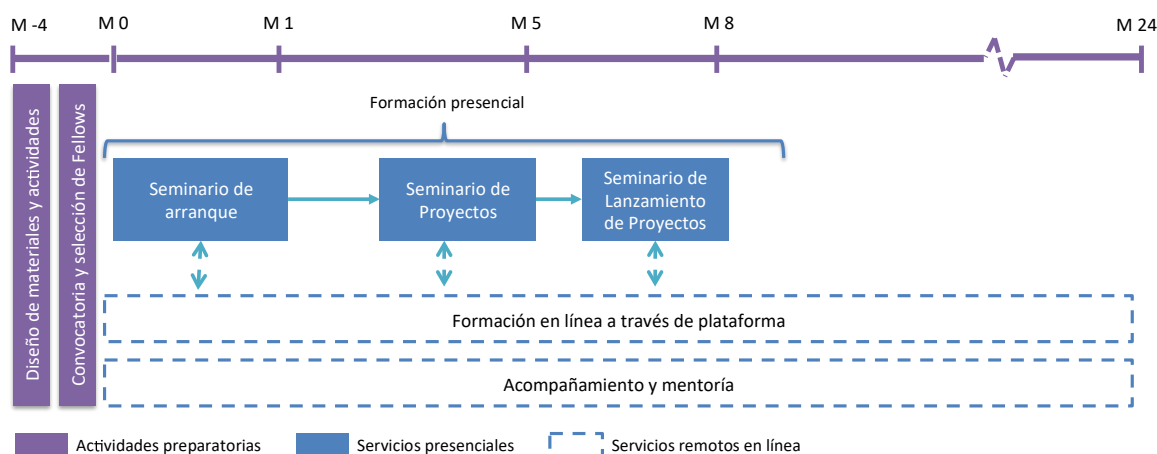 M -4
M 0
M 1
M 5
M 8
M 24
Diseño de materiales y actividades
Convocatoria y selección de Fellows
Formación presencial
Seminario de
arranque
Seminario de
Proyectos
Seminario de
Lanzamiento
de Proyectos
Formación en línea a través de plataforma
Acompañamiento y mentoría
Actividades preparatorias
Servicios presenciales
Servicios remotos en línea